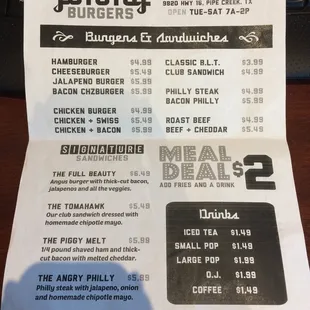 BURGERS
9820 HWY 16, PIPE CREEK, TX
OPEN TUE-SAT 7A-2P
Burgers & Sandwiches
HAMBURGER $4.99
CHEESEBURGER $5.49
JALAPENO BURGER $5.99
BACON CHZBURGER $5.99
CHICKEN BURGER $4.99
CHICKEN + SWISS $5.49
CHICKEN + BACON $5.99
CLASSIC B.L.T. $3.99
CLUB SANDWICH $4.99
PHILLY STEAK $4.99
BACON PHILLY $5.99
ROAST BEEF $4.99
BEEF + CHEDDAR $5.49
SIGNATURE
SANDWICHES
THE FULL BEAUTY $6.49
Angus burger with thick-cut bacon,
jalapenos and all the veggies.
THE TOMAHAWK $5.49
Our club sandwich dressed with
homemade chipotle mayo.
THE PIGGY MELT $5.99
1/4 pound shaved ham and thick-
cut bacon with melted cheddar.
THE ANGRY PHILLY $5.99
Philly steak with jalapeno, onion
and homemade chipotle mayo.
MEAL
DEAL $2
ADD FRIES AND A DRINK
Drinks
ICED TEA $1.49
SMALL POP $1.49
LARGE POP $1.99
O.J. $1.99
COFFEE $1.49